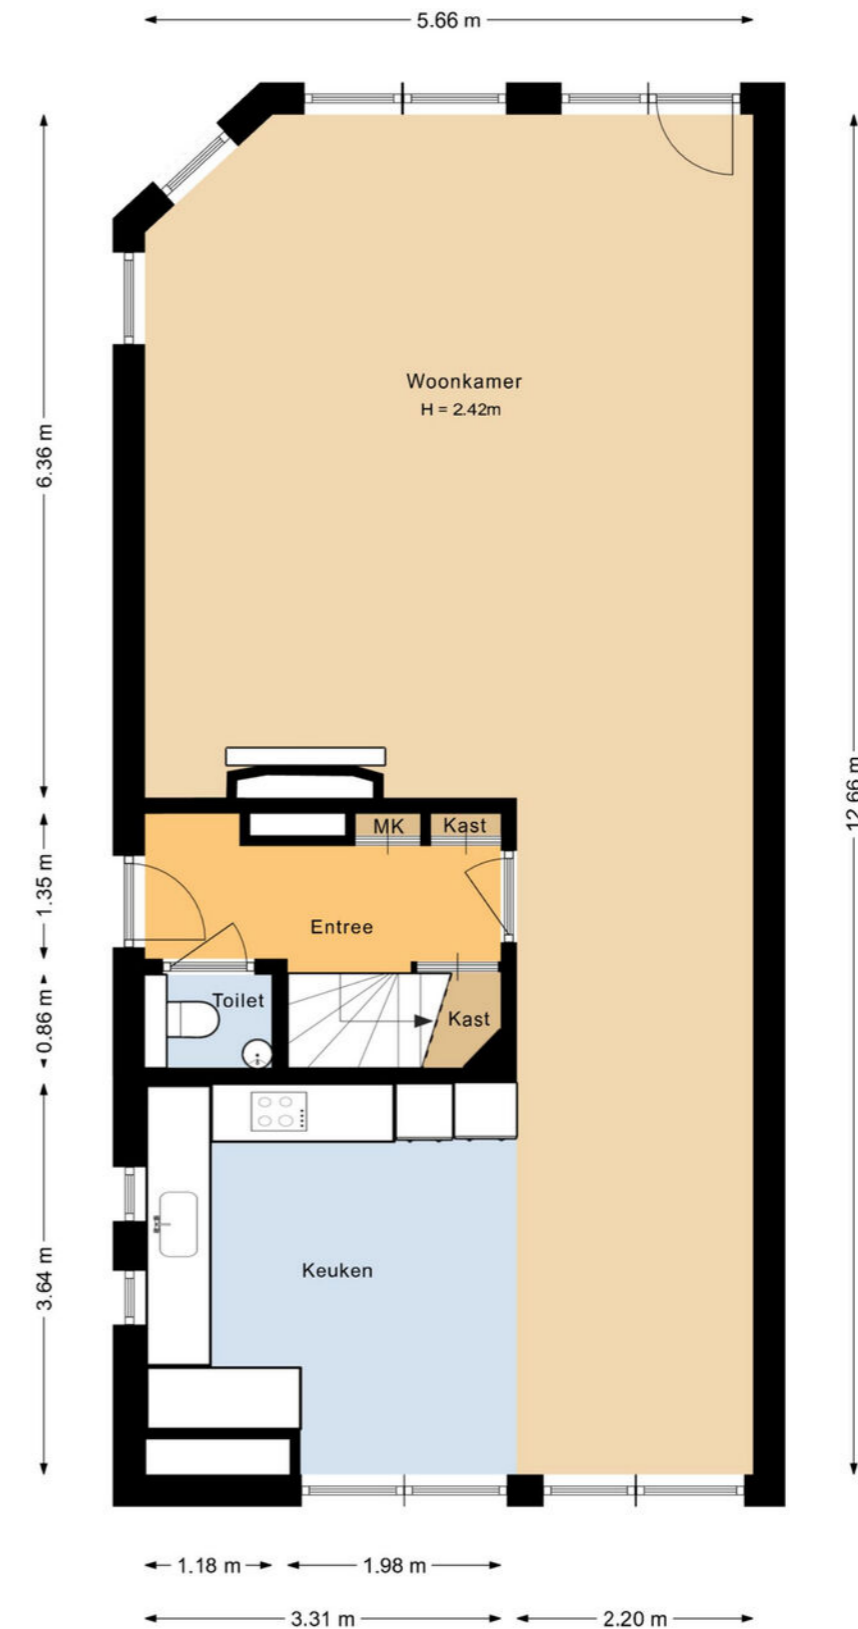 5.66 m
Woonkamer
H = 2.42m
6.36 m
12.66 m
MK
Kast
1.35 m
Entree
Toilet
0.86 m
Kast
Keuken
3.64 m
1.18 m
1.98 m
3.31 m
2.20 m